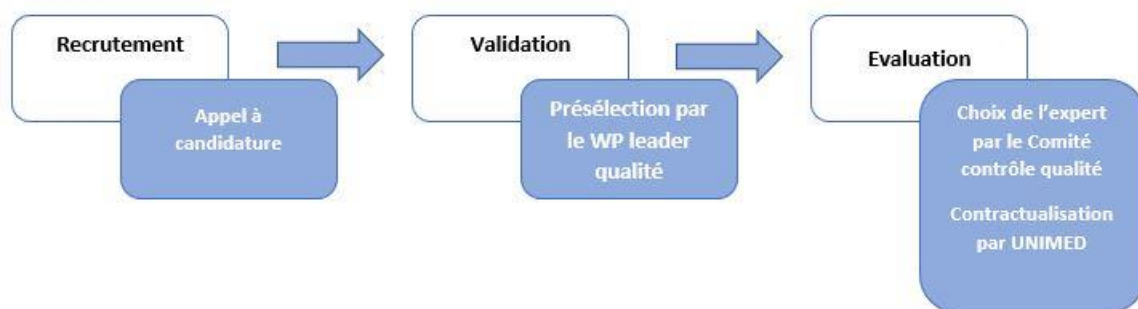 Recrutement
Appel à
candidature
Validation
Présélection par
le WP leader
qualité
Evaluation
Choix de l'expert
par le Comité
contrôle qualité
Contractualisation
par UNIMED